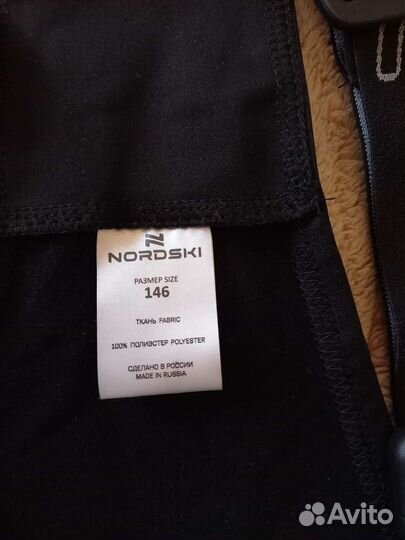 NORDSKI
РАЗМЕР SIZE
146
ТКАНЬ FABRIC
100% ПОЛИЭСТЕР POLYESTER
СДЕЛАНО В РОССИИ
MADE IN RUSSIA
Avito